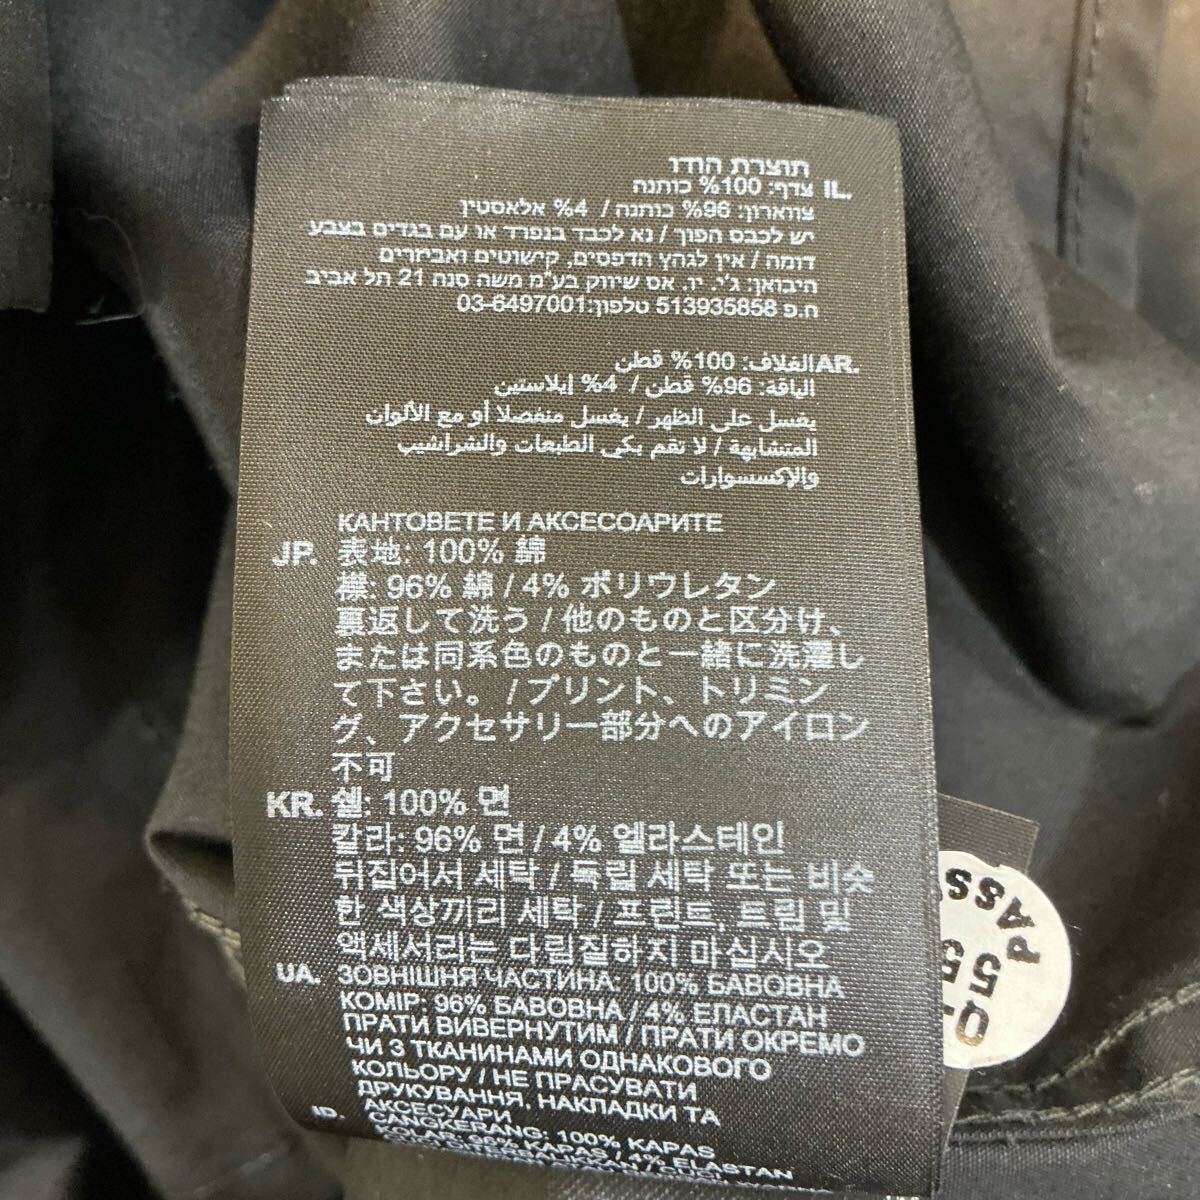 תוצרת הודו
IL. צדף: 100% כותנה
צווארון: 96% כותנה / 4% אלאסטין
יש לכבס הפוך / נא לכבד בנפרד או עם בגדים בצבע
דומה / אין לגהץ הדפסים, קישוטים ואביזרים
היבואן: ג'י. יו. אס שיווק בע"מ משה סנה 21 תל אביב
ח.פ 513935858 טלפון:03-6497001
AR. الغلاف: 100% قطن
الياقة: 96% قطن / 4% إيلاستين
يغسل على الظهر / يغسل منفصلا أو مع الألوان
المتشابهة / لا تقم بكي الطبعات والشراشيب
والإكسسوارات
КАНТОВЕТЕ И АКСЕСОАРИТЕ
JP. 表地: 100% 綿
襟: 96% 綿 / 4% ポリウレタン
裏返して洗う / 他のものと区分け、
または同系色のものと一緒に洗濯し
て下さい。 / プリント、トリミン
グ、アクセサリー部分へのアイロン
不可
KR. 쉘: 100% 면
칼라: 96% 면 / 4% 엘라스테인
뒤집어서 세탁 / 독립 세탁 또는 비슷
한 색상끼리 세탁 / 프린트, 트림 및
액세서리는 다림질하지 마십시오
UA. ЗОВНІШНЯ ЧАСТИНА: 100% БАВОВНА
КОМІР: 96% БАВОВНА / 4% ЕЛАСТАН
ПРАТИ ВИВЕРНУТИМ / ПРАТИ ОКРЕМО
ЧИ З ТКАНИНАМИ ОДНАКОВОГО
КОЛЬОРУ / НЕ ПРАСУВАТИ
ДРУКУВАННЯ, НАКЛАДКИ ТА
АКСЕСУАРИ
ID. CANGKERANG: 100% KAPAS
KOLAR: 96% KAPAS / 4% ELASTAN
55